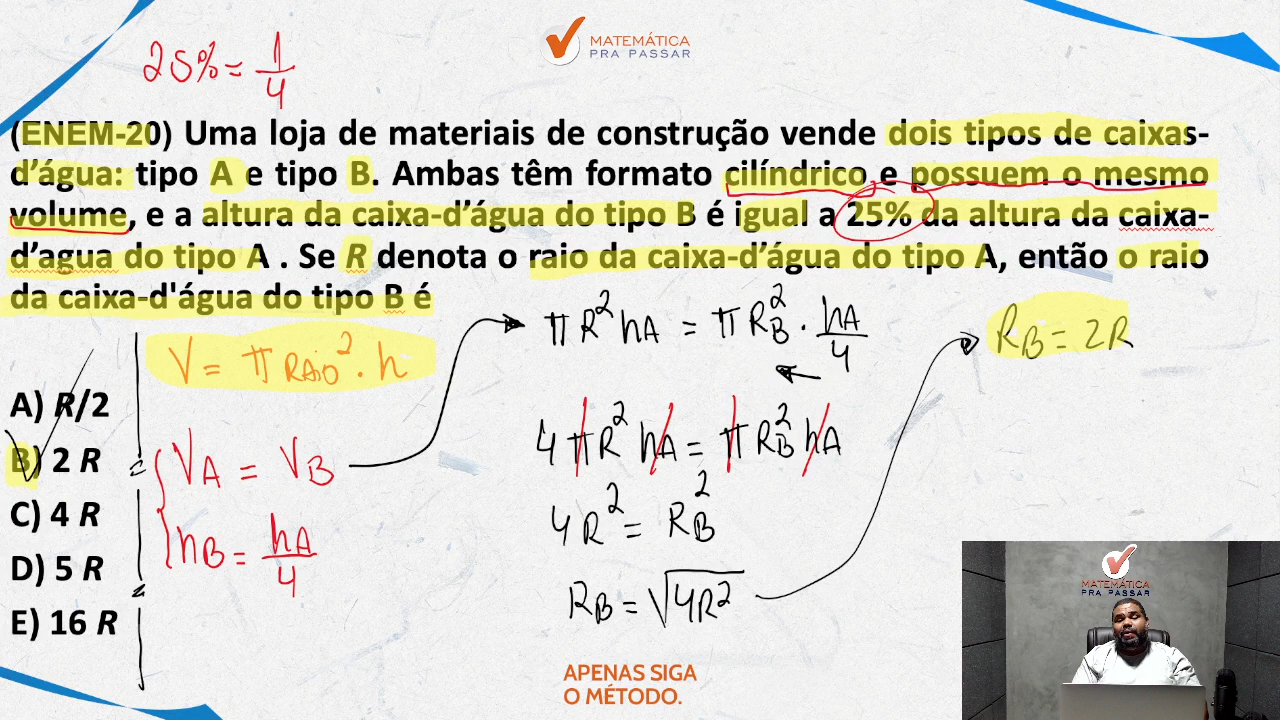 25% = 1/4
MATEMÁTICA
PRA PASSAR
(ENEM-20) Uma loja de materiais de construção vende dois tipos de caixas-
d'água: tipo A e tipo B. Ambas têm formato cilíndrico e possuem o mesmo
volume, e a altura da caixa-d'água do tipo B é igual a 25% da altura da caixa-
d'agua do tipo A . Se R denota o raio da caixa-d'água do tipo A, então o raio
da caixa-d'água do tipo B é
A) R/2
B) 2 R
C) 4 R
D) 5 R
E) 16 R
V = π RAIO² . h
VA = VB
hB = hA/4
π R² hA = π RB² . hA/4
4 π R² hA = π RB² hA
4 R² = RB²
RB = √4R²
RB = 2R
APENAS SIGA
O MÉTODO.
MATEMÁTICA
PRA PASSAR